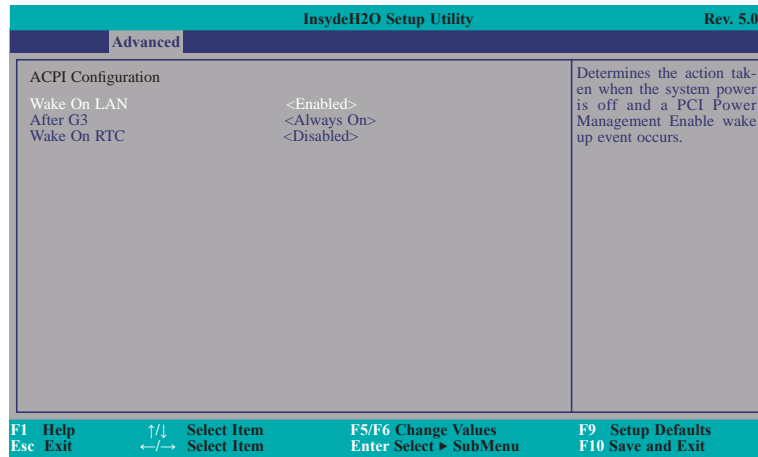 InsydeH2O Setup Utility Rev. 5.0
Advanced
ACPI Configuration
Wake On LAN <Enabled>
After G3 <Always On>
Wake On RTC <Disabled>
Determines the action tak-
en when the system power
is off and a PCI Power
Management Enable wake
up event occurs.
F1 Help ↑/↓ Select Item F5/F6 Change Values F9 Setup Defaults
Esc Exit ←/→ Select Item Enter Select ► SubMenu F10 Save and Exit